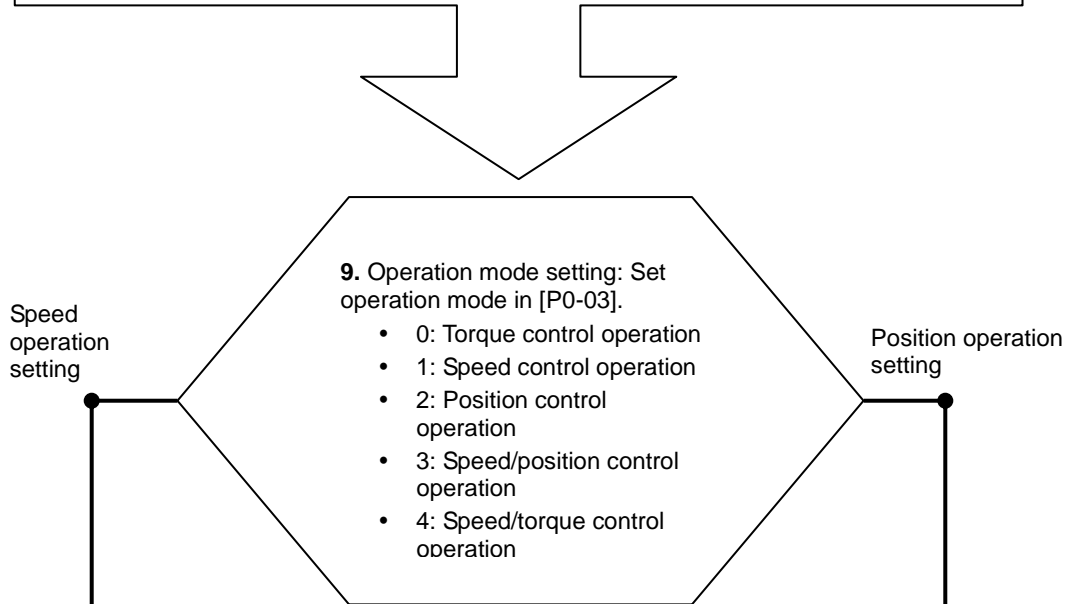 9. Operation mode setting: Set
operation mode in [P0-03].
• 0: Torque control operation
• 1: Speed control operation
• 2: Position control
operation
• 3: Speed/position control
operation
• 4: Speed/torque control
operation
Speed
operation
setting
Position operation
setting